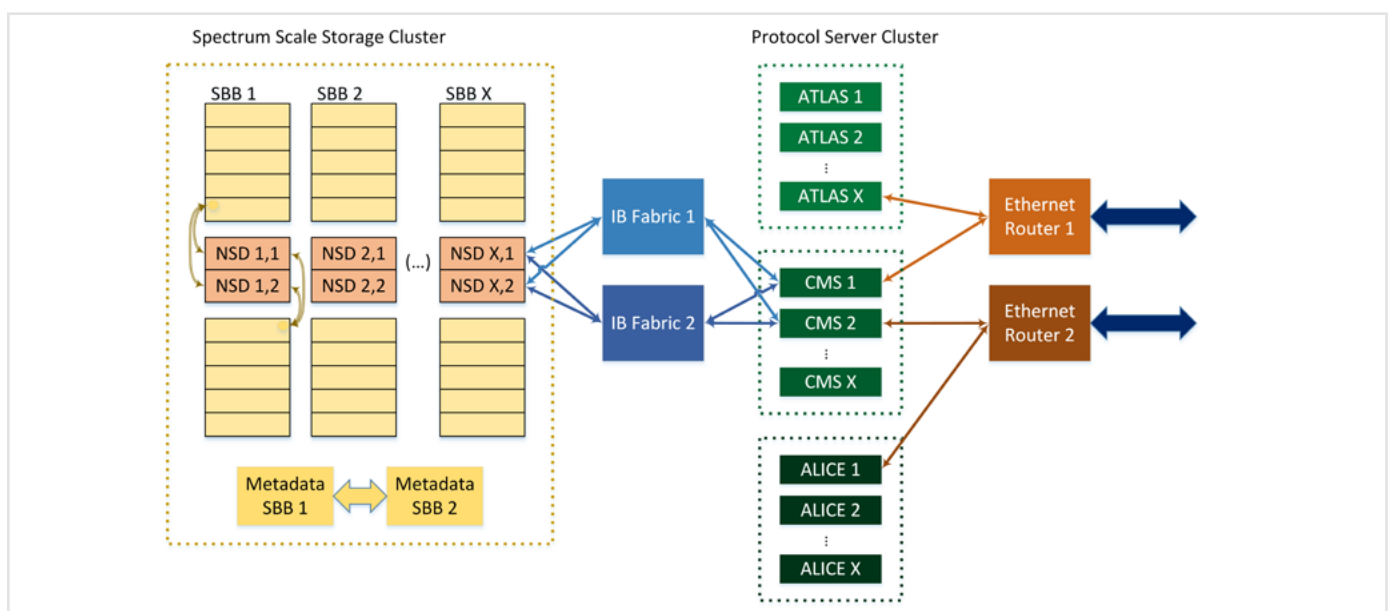 Spectrum Scale Storage Cluster
Protocol Server Cluster
SBB 1
SBB 2
SBB X
NSD 1,1
NSD 1,2
NSD 2,1
NSD 2,2
(...)
NSD X,1
NSD X,2
Metadata
SBB 1
Metadata
SBB 2
IB Fabric 1
IB Fabric 2
ATLAS 1
ATLAS 2
...
ATLAS X
CMS 1
CMS 2
...
CMS X
ALICE 1
ALICE 2
...
ALICE X
Ethernet
Router 1
Ethernet
Router 2